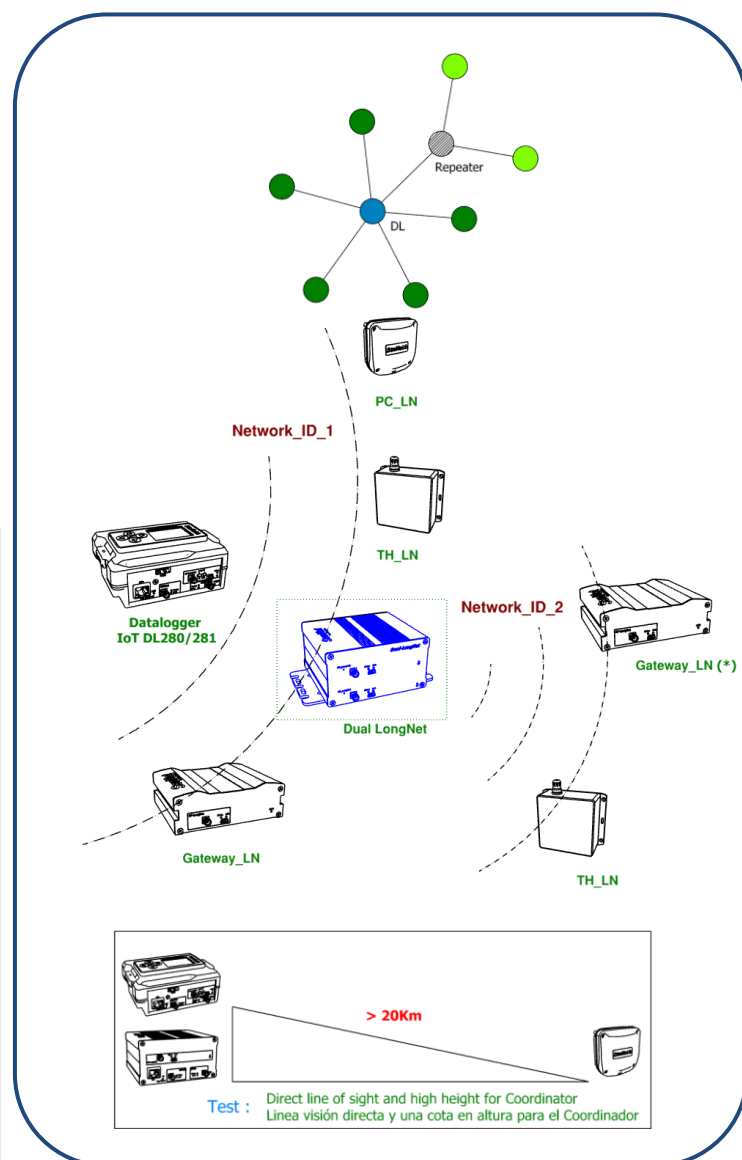 Repeater
DL
PC_LN
Network_ID_1
TH_LN
Network_ID_2
Datalogger
IoT DL280/281
Gateway_LN (*)
Dual LongNet
Gateway_LN
TH_LN
> 20Km
Test :
Direct line of sight and high height for Coordinator
Linea visión directa y una cota en altura para el Coordinador